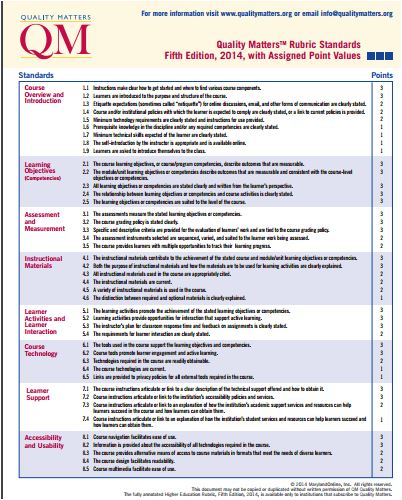 QUALITY MATTERS
QM
For more information visit www.qualitymatters.org or email info@qualitymatters.org
Quality Matters™ Rubric Standards
Fifth Edition, 2014, with Assigned Point Values
Standards Points
Course Overview and Introduction
1.1 Instructions make clear how to get started and where to find various course components. 3
1.2 Learners are introduced to the purpose and structure of the course. 3
1.3 Etiquette expectations (sometimes called "netiquette") for online discussions, email, and other forms of communication are clearly stated. 2
1.4 Course and/or institutional policies with which the learner is expected to comply are clearly stated, or a link to current policies is provided. 2
1.5 Minimum technology requirements are clearly stated and instructions for use provided. 2
1.6 Prerequisite knowledge in the discipline and/or any required competencies are clearly stated. 1
1.7 Minimum technical skills expected of the learner are clearly stated. 1
1.8 The self-introduction by the instructor is appropriate and is available online. 1
1.9 Learners are asked to introduce themselves to the class. 1
Learning Objectives (Competencies)
2.1 The course learning objectives, or course/program competencies, describe outcomes that are measurable. 3
2.2 The module/unit learning objectives or competencies describe outcomes that are measurable and consistent with the course-level 3
objectives or competencies.
2.3 All learning objectives or competencies are stated clearly and written from the learner's perspective. 3
2.4 The relationship between learning objectives or competencies and course activities is clearly stated. 3
2.5 The learning objectives or competencies are suited to the level of the course. 3
Assessment and Measurement
3.1 The assessments measure the stated learning objectives or competencies. 3
3.2 The course grading policy is stated clearly. 3
3.3 Specific and descriptive criteria are provided for the evaluation of learners' work and are tied to the course grading policy. 3
3.4 The assessment instruments selected are sequenced, varied, and suited to the learner work being assessed. 2
3.5 The course provides learners with multiple opportunities to track their learning progress. 2
Instructional Materials
4.1 The instructional materials contribute to the achievement of the stated course and module/unit learning objectives or competencies. 3
4.2 Both the purpose of instructional materials and how the materials are to be used for learning activities are clearly explained. 3
4.3 All instructional materials used in the course are appropriately cited. 2
4.4 The instructional materials are current. 2
4.5 A variety of instructional materials is used in the course. 2
4.6 The distinction between required and optional materials is clearly explained. 1
Learner Activities and Learner Interaction
5.1 The learning activities promote the achievement of the stated learning objectives or competencies. 3
5.2 Learning activities provide opportunities for interaction that support active learning. 3
5.3 The instructor's plan for classroom response time and feedback on assignments is clearly stated. 3
5.4 The requirements for learner interaction are clearly stated. 2
Course Technology
6.1 The tools used in the course support the learning objectives and competencies. 3
6.2 Course tools promote learner engagement and active learning. 3
6.3 Technologies required in the course are readily obtainable. 2
6.4 The course technologies are current. 1
6.5 Links are provided to privacy policies for all external tools required in the course. 1
Learner Support
7.1 The course instructions articulate or link to a clear description of the technical support offered and how to obtain it. 3
7.2 Course instructions articulate or link to the institution's accessibility policies and services. 3
7.3 Course instructions articulate or link to an explanation of how the institution's academic support services and resources can help 2
learners succeed in the course and how learners can obtain them.
7.4 Course instructions articulate or link to an explanation of how the institution's student services and resources can help learners succeed and 1
how learners can obtain them.
Accessibility and Usability
8.1 Course navigation facilitates ease of use. 3
8.2 Information is provided about the accessibility of all technologies required in the course. 3
8.3 The course provides alternative means of access to course materials in formats that meet the needs of diverse learners. 2
8.4 The course design facilitates readability. 2
8.5 Course multimedia facilitate ease of use. 2
© 2014 MarylandOnline, Inc. All rights reserved.
This document may not be copied or duplicated without written permission of QM Quality Matters.
The fully annotated Higher Education Rubric, Fifth Edition, 2014, is available only to institutions that subscribe to Quality Matters.